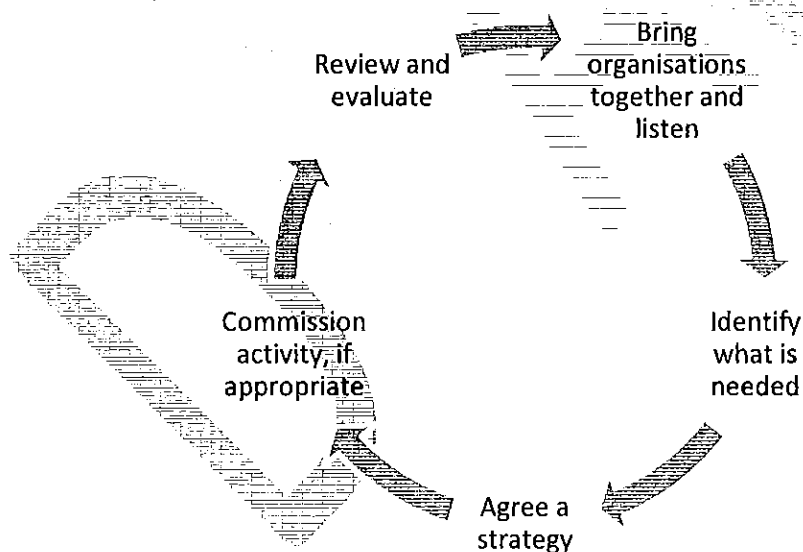 Bring
organisations
together and
listen
Identify
what is
needed
Agree a
strategy
Commission
activity, if
appropriate
Review and
evaluate